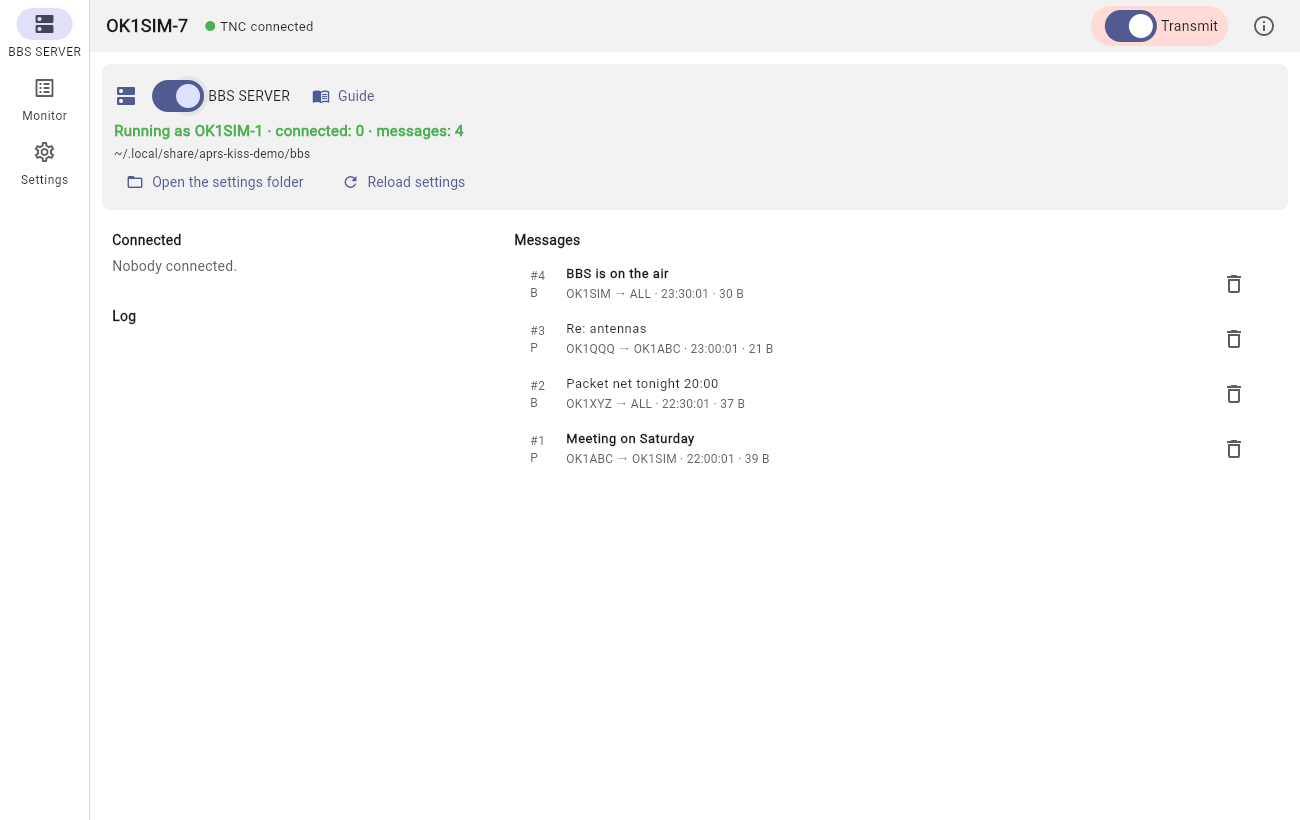 BBS SERVER
Monitor
Settings
OK1SIM-7
TNC connected
Transmit
BBS SERVER
Guide
Running as OK1SIM-1 · connected: 0 · messages: 4
~/.local/share/aprs-kiss-demo/bbs
Open the settings folder
Reload settings
Connected
Nobody connected.
Log
Messages
#4 BBS is on the air
B OK1SIM → ALL · 23:30:01 · 30 B
#3 Re: antennas
P OK1QQQ → OK1ABC · 23:00:01 · 21 B
#2 Packet net tonight 20:00
B OK1XYZ → ALL · 22:30:01 · 37 B
#1 Meeting on Saturday
P OK1ABC → OK1SIM · 22:00:01 · 39 B